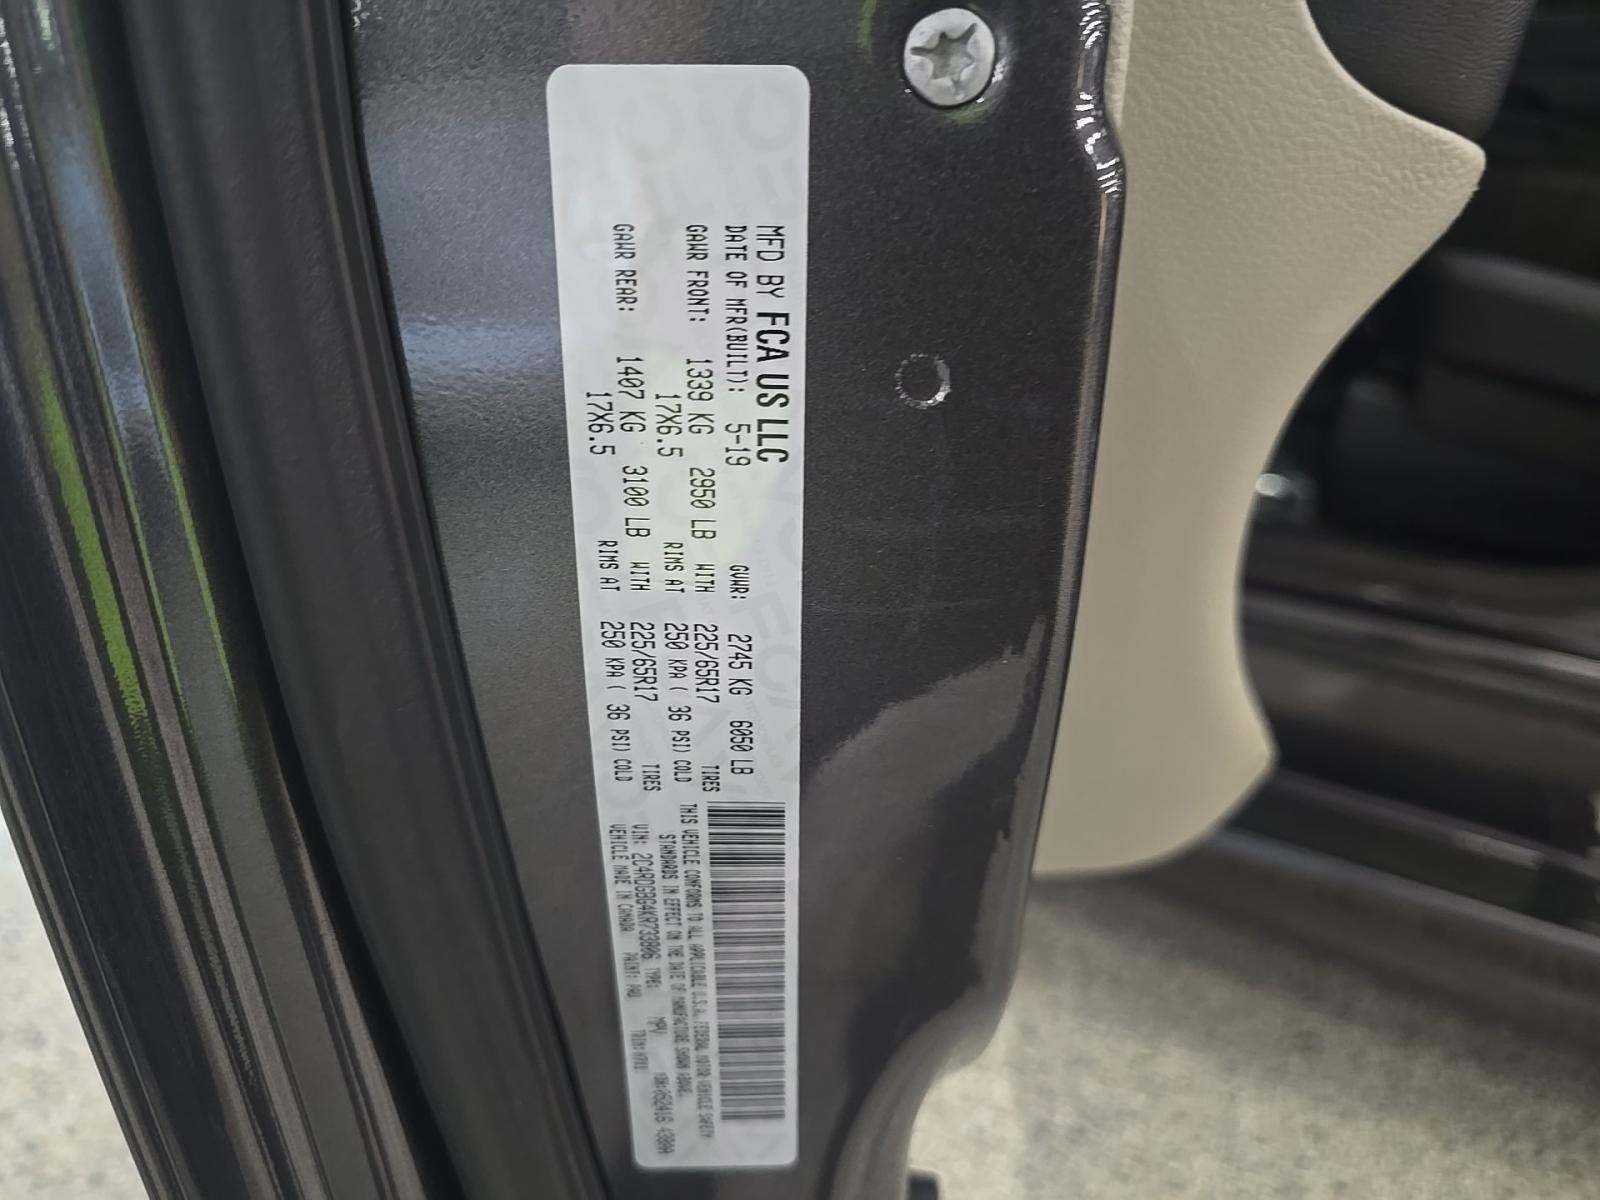 MFD BY FCA US LLC
DATE OF MFR(BUILT): 5-19 GVWR: 2745 KG 6050 LB
GAWR FRONT: 1339 KG 2950 LB WITH 225/65R17 TIRES
17X6.5 RIMS AT 250 KPA ( 36 PSI) COLD
GAWR REAR: 1407 KG 3100 LB WITH 225/65R17 TIRES
17X6.5 RIMS AT 250 KPA ( 36 PSI) COLD
THIS VEHICLE CONFORMS TO ALL APPLICABLE U.S.A. FEDERAL MOTOR VEHICLE SAFETY
STANDARDS IN EFFECT ON THE DATE OF MANUFACTURE SHOWN ABOVE.
VIN: 2C4RDGBG4KR733806 TYPE: MPV
VEHICLE MADE IN CANADA PAINT: TRIM: